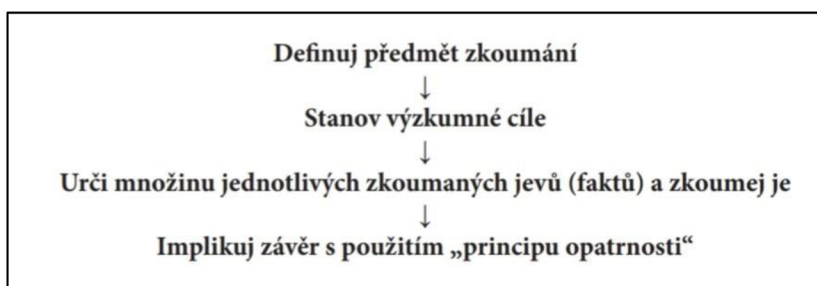 Definuj předmět zkoumání
↓
Stanov výzkumné cíle
↓
Urči množinu jednotlivých zkoumaných jevů (faktů) a zkoumej je
↓
Implikuj závěr s použitím „principu opatrnosti“